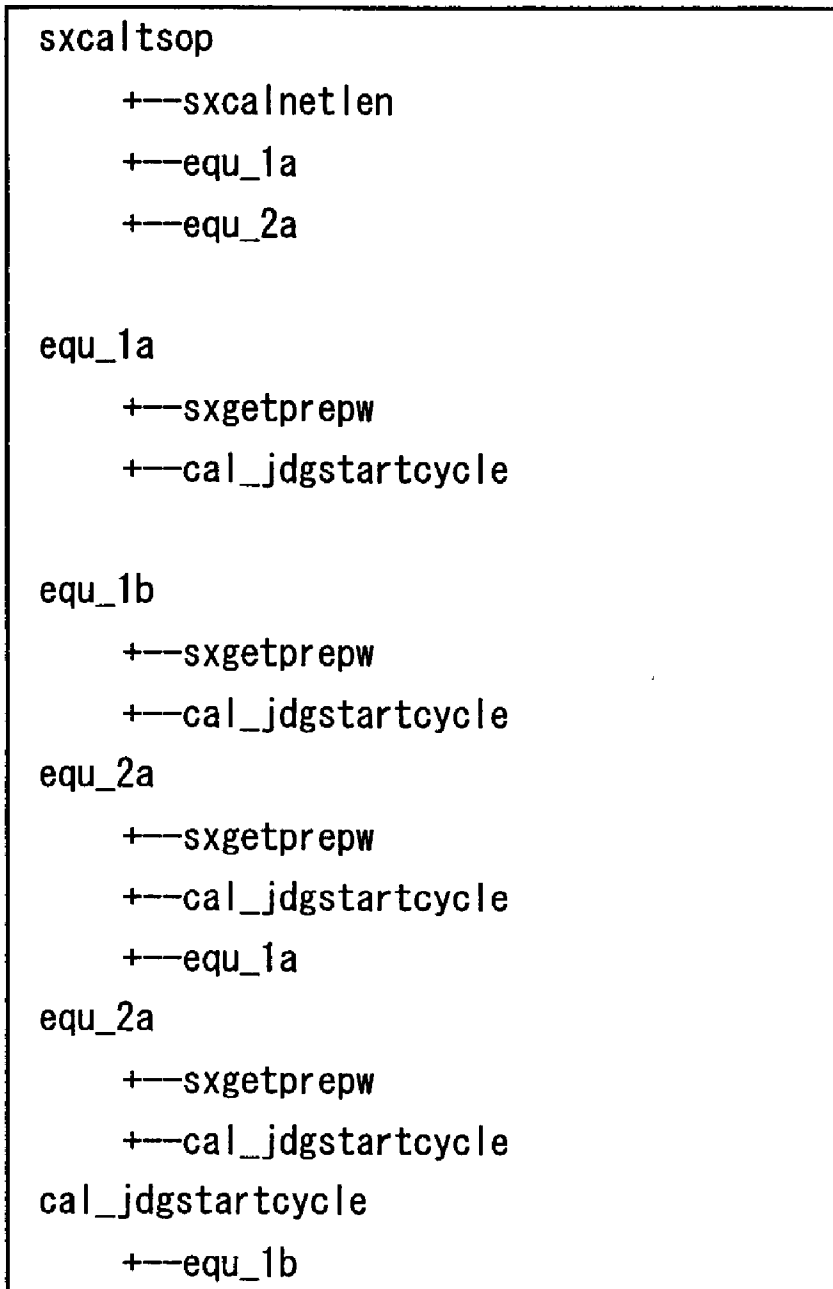 sxcaltsop
+--sxcalnetlen
+--equ_1a
+--equ_2a
equ_1a
+--sxgetprepw
+--cal_jdgstartcycle
equ_1b
+--sxgetprepw
+--cal_jdgstartcycle
equ_2a
+--sxgetprepw
+--cal_jdgstartcycle
+--equ_1a
equ_2a
+--sxgetprepw
+--cal_jdgstartcycle
cal_jdgstartcycle
+--equ_1b